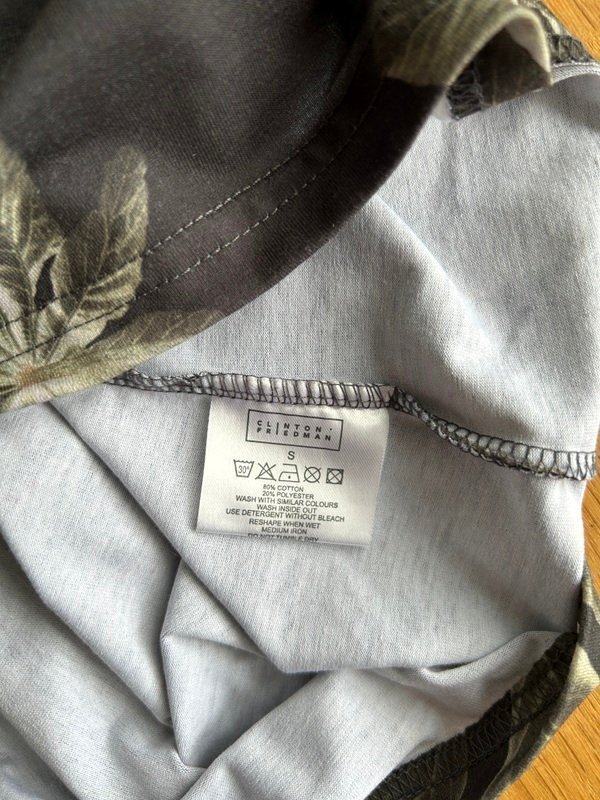 CLINTON ·
FRIEDMAN
S
30°
80% COTTON
20% POLYESTER
WASH WITH SIMILAR COLOURS
WASH INSIDE OUT
USE DETERGENT WITHOUT BLEACH
RESHAPE WHEN WET
MEDIUM IRON
DO NOT TUMBLE DRY